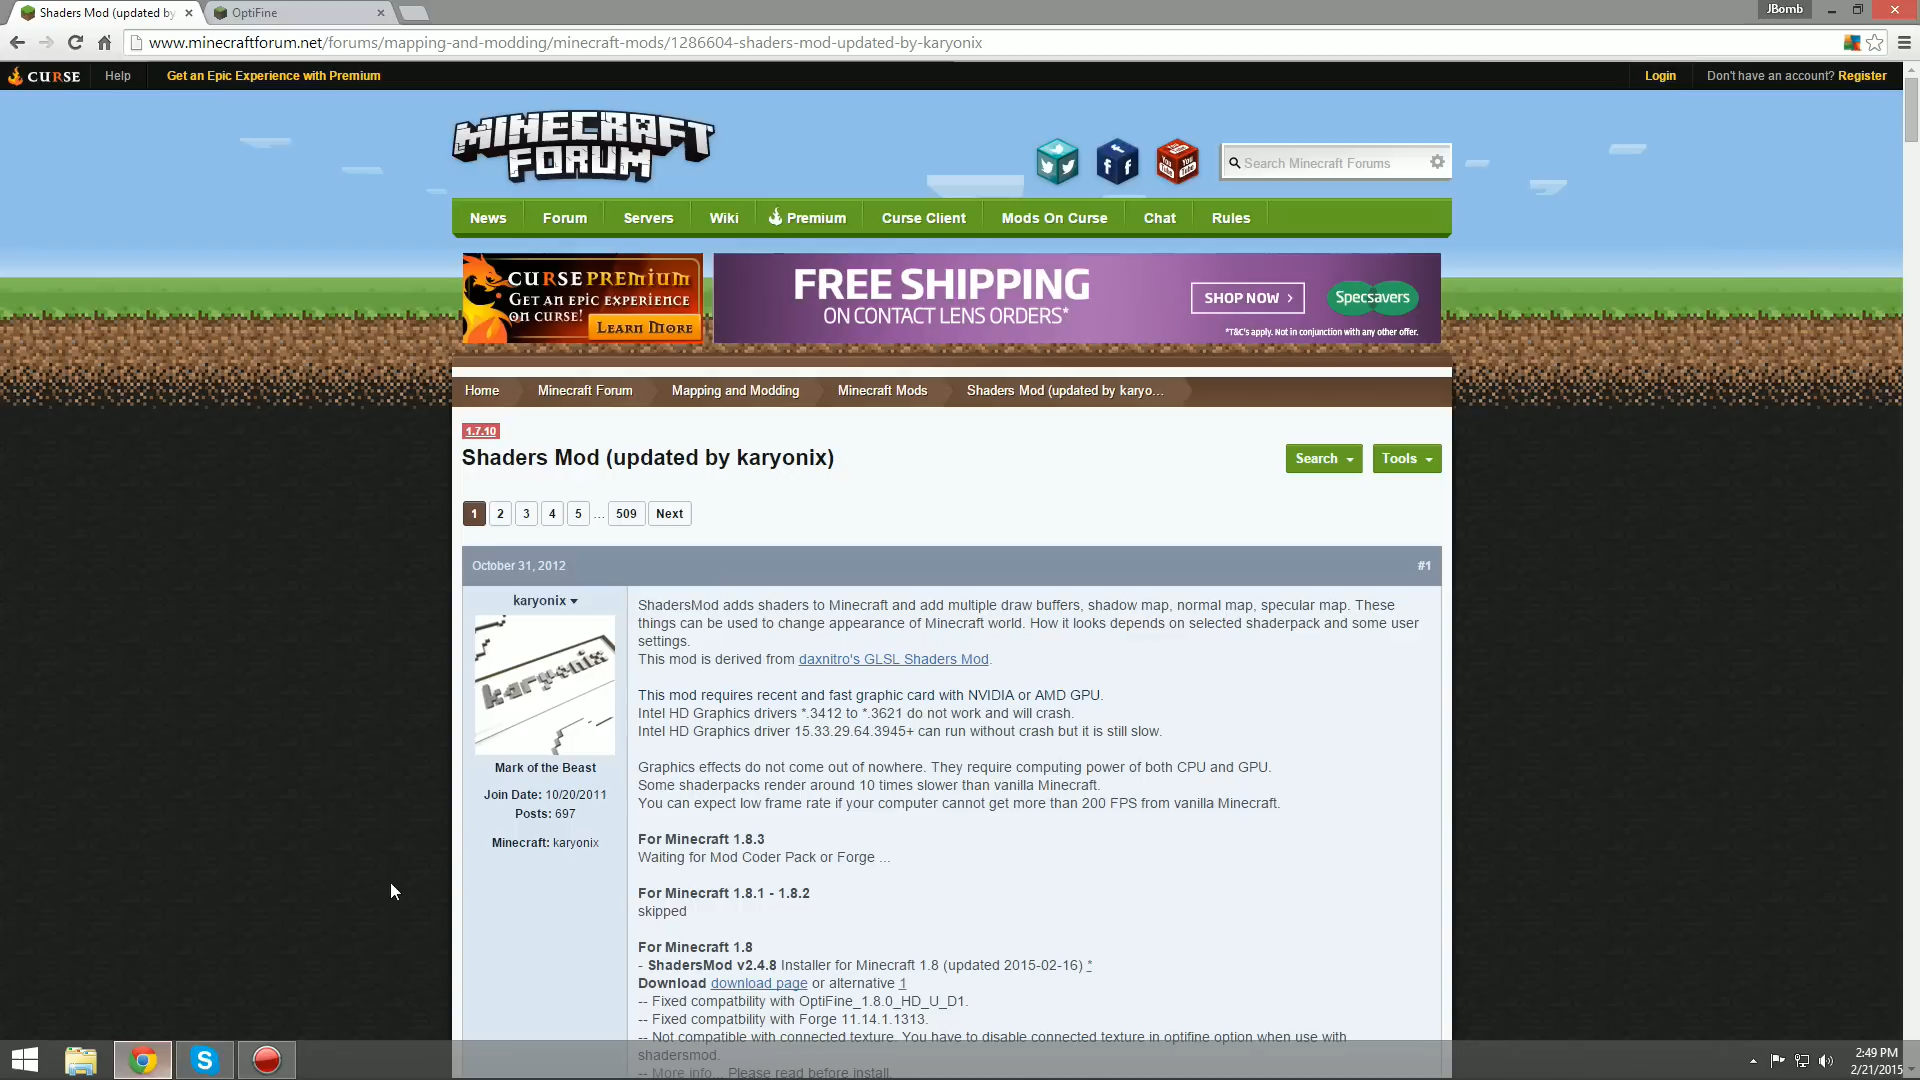 Shaders Mod (updated by
OptiFine
JBomb
www.minecraftforum.net/forums/mapping-and-modding/minecraft-mods/1286604-shaders-mod-updated-by-karyonix
CURSE
Help
Get an Epic Experience with Premium
Login
Don't have an account? Register
MINECRAFT
FORUM
Search Minecraft Forums
News
Forum
Servers
Wiki
Premium
Curse Client
Mods On Curse
Chat
Rules
CURSE PREMIUM
GET AN EPIC EXPERIENCE
ON CURSE!
LEARN MORE
FREE SHIPPING
ON CONTACT LENS ORDERS*
SHOP NOW
Specsavers
*T&C's apply. Not in conjunction with any other offer.
Home
Minecraft Forum
Mapping and Modding
Minecraft Mods
Shaders Mod (updated by karyo...
1.7.10
Shaders Mod (updated by karyonix)
Search
Tools
1 2 3 4 5 ... 509 Next
October 31, 2012
#1
karyonix
karyonix
Mark of the Beast
Join Date: 10/20/2011
Posts: 697
Minecraft: karyonix
ShadersMod adds shaders to Minecraft and add multiple draw buffers, shadow map, normal map, specular map. These
things can be used to change appearance of Minecraft world. How it looks depends on selected shaderpack and some user
settings.
This mod is derived from daxnitro's GLSL Shaders Mod.
This mod requires recent and fast graphic card with NVIDIA or AMD GPU.
Intel HD Graphics drivers *.3412 to *.3621 do not work and will crash.
Intel HD Graphics driver 15.33.29.64.3945+ can run without crash but it is still slow.
Graphics effects do not come out of nowhere. They require computing power of both CPU and GPU.
Some shaderpacks render around 10 times slower than vanilla Minecraft.
You can expect low frame rate if your computer cannot get more than 200 FPS from vanilla Minecraft.
For Minecraft 1.8.3
Waiting for Mod Coder Pack or Forge ...
For Minecraft 1.8.1 - 1.8.2
skipped
For Minecraft 1.8
- ShadersMod v2.4.8 Installer for Minecraft 1.8 (updated 2015-02-16) *
Download download page or alternative 1
-- Fixed compatbility with OptiFine_1.8.0_HD_U_D1.
-- Fixed compatbility with Forge 11.14.1.1313.
-- Not compatible with connected texture. You have to disable connected texture in optifine option when use with
shadersmod.
-- More info... Please read before install.
2:49 PM
2/21/2015